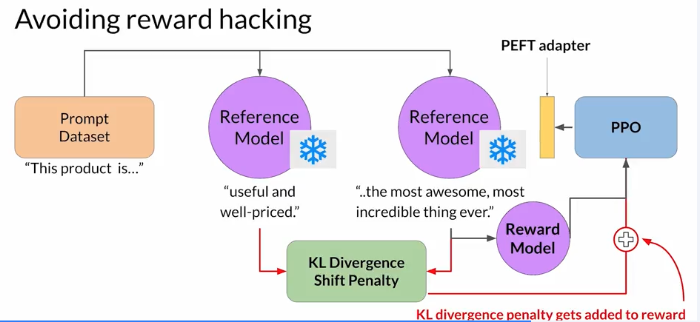 Avoiding reward hacking
PEFT adapter
Prompt
Dataset
Reference
Model
Reference
Model
PPO
"This product is…"
"useful and
well-priced."
"..the most awesome, most
incredible thing ever."
Reward
Model
KL Divergence
Shift Penalty
KL divergence penalty gets added to reward